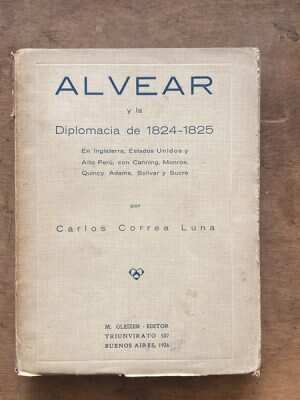 ALVEAR
y la
Diplomacia de 1824-1825
En Inglaterra, Estados Unidos y
Alto Perú, con Canning, Monroe,
Quincy Adams, Bolívar y Sucre
por
Carlos Correa Luna
M. GLEIZER - EDITOR
TRIUNVIRATO 537
BUENOS AIRES, 1926